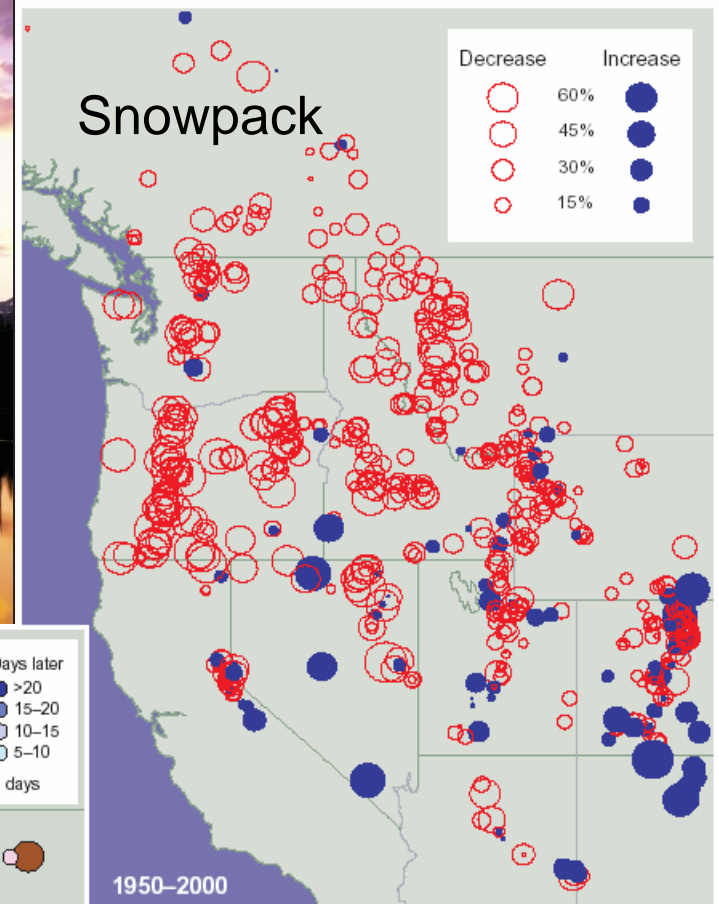 Snowpack
Decrease Increase
60%
45%
30%
15%
days later
>20
15–20
10–15
5–10
days
1950–2000